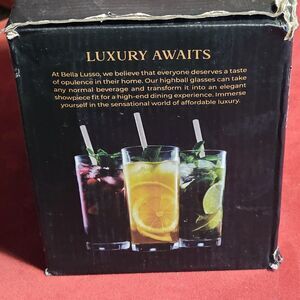 LUXURY AWAITS
At Bella Lusso, we believe that everyone deserves a taste
of opulence in their home. Our highball glasses can take
any normal beverage and transform it into an elegant
showpiece fit for a high-end dining experience. Immerse
yourself in the sensational world of affordable luxury.